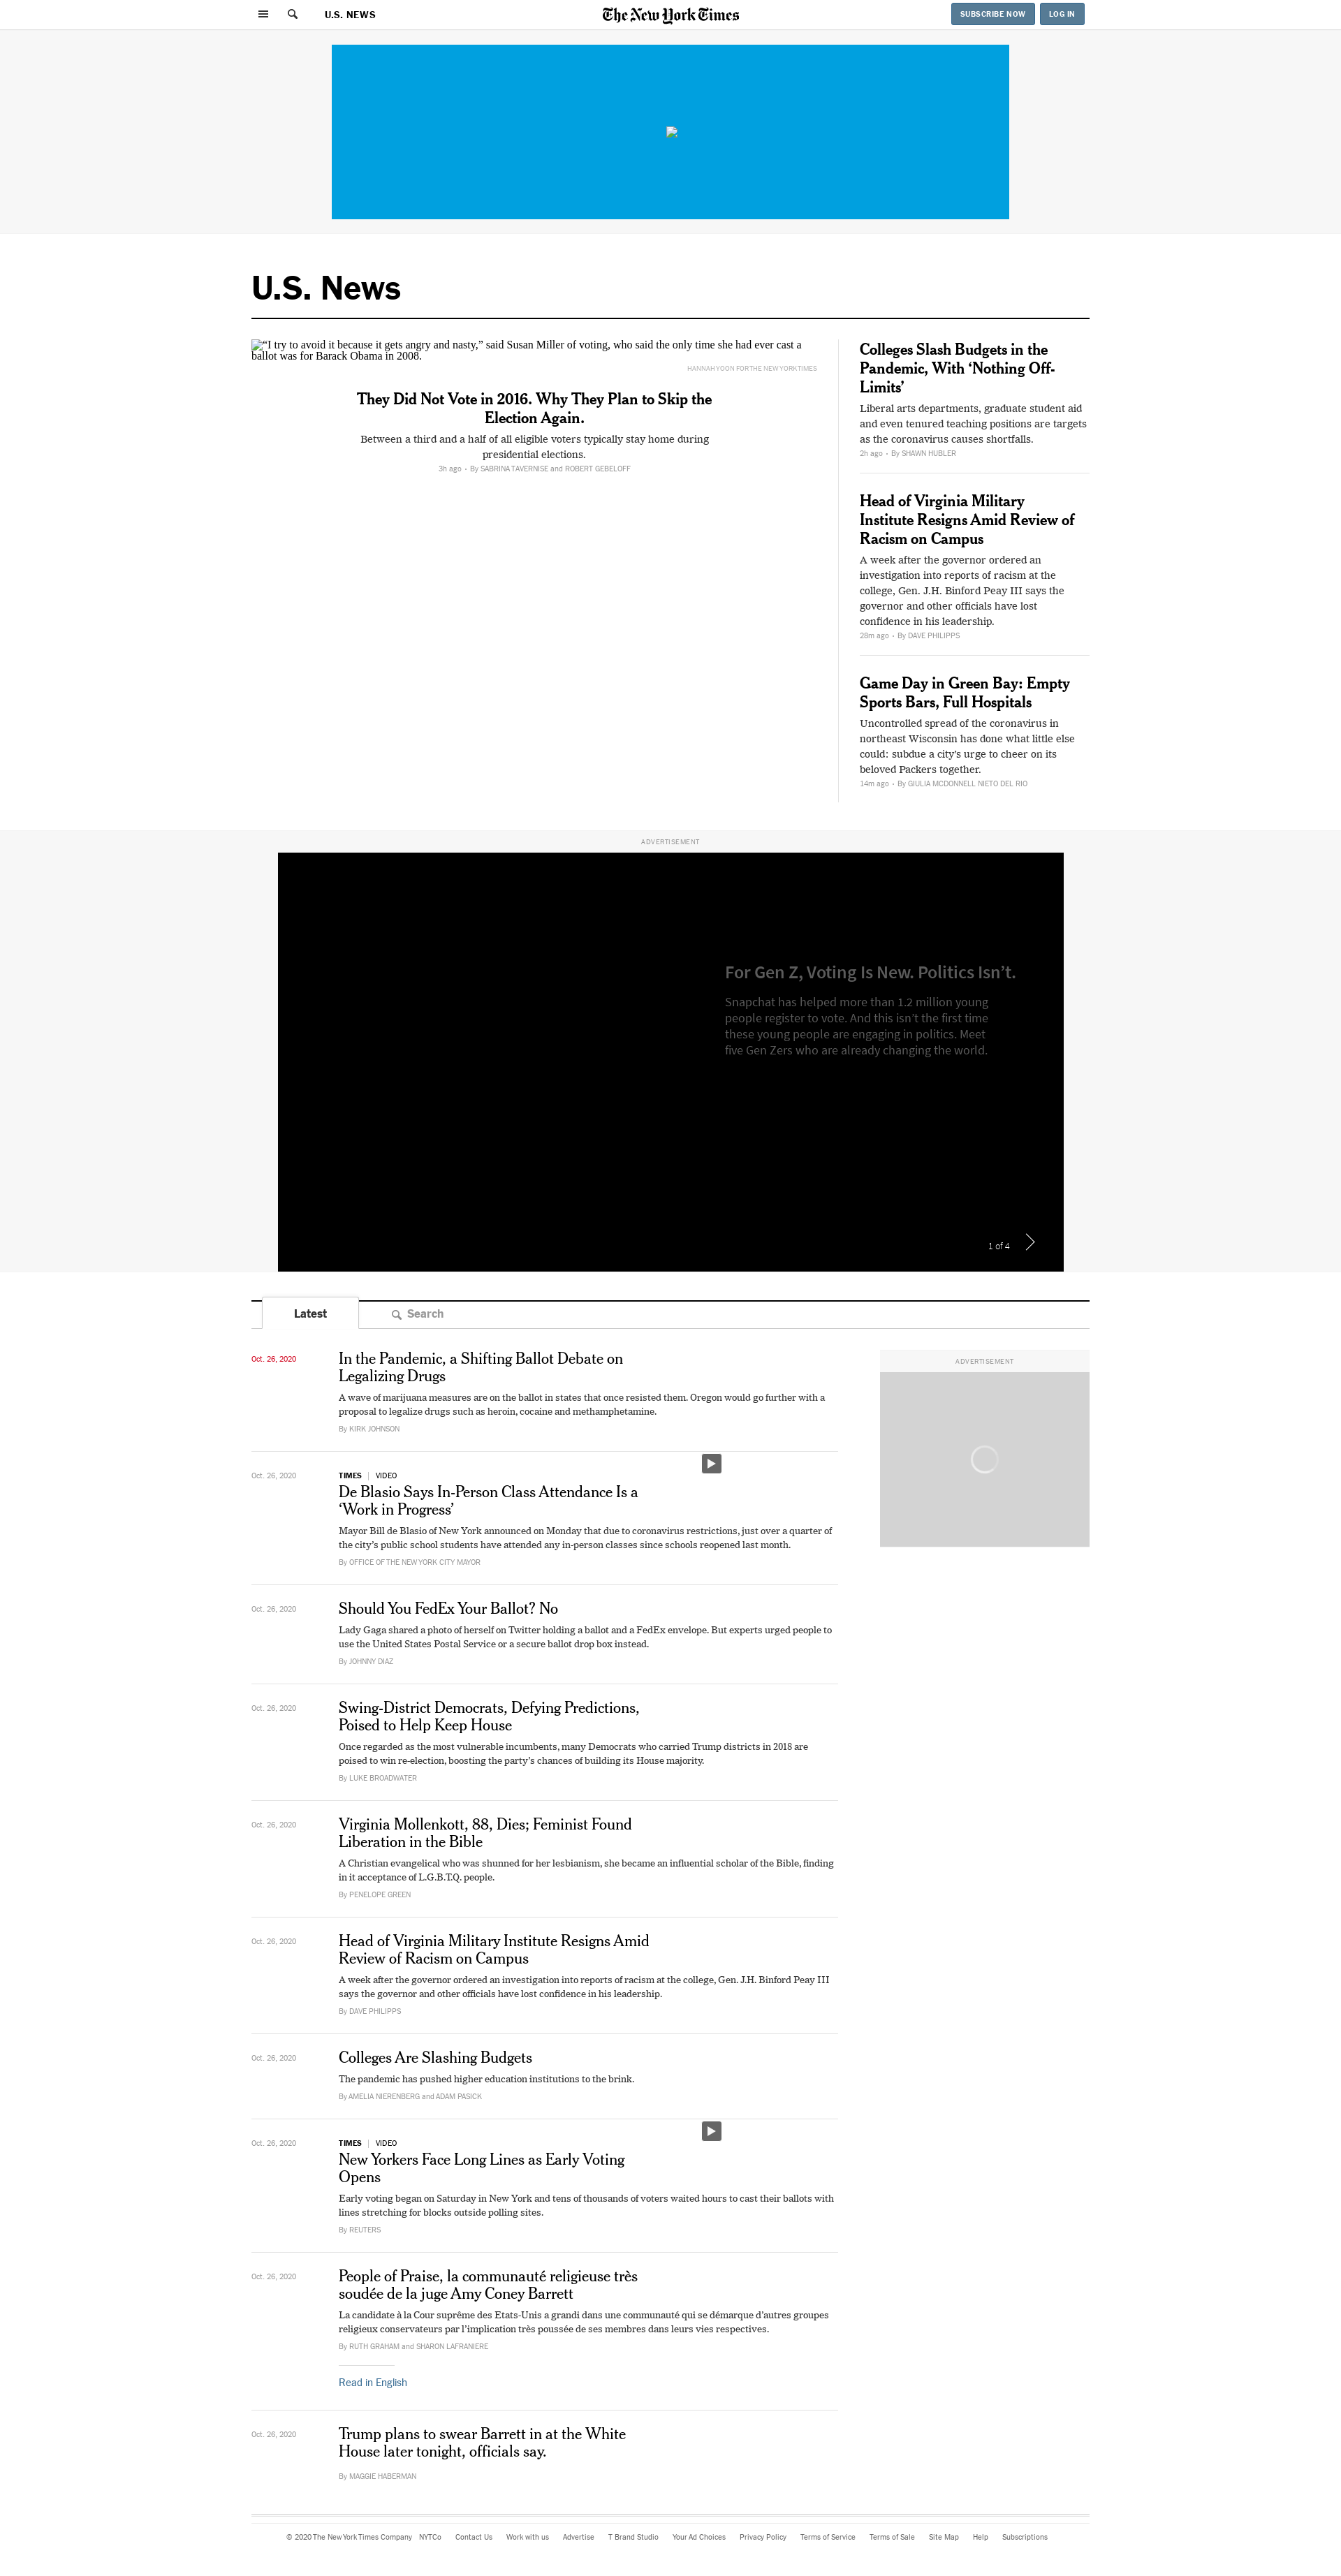 U.S. NEWS
The New York Times
SUBSCRIBE NOW
LOG IN
U.S. News
“I try to avoid it because it gets angry and nasty,” said Susan Miller of voting, who said the only time she had ever cast a
ballot was for Barack Obama in 2008.
HANNAH YOON FOR THE NEW YORK TIMES
They Did Not Vote in 2016. Why They Plan to Skip the
Election Again.
Between a third and a half of all eligible voters typically stay home during
presidential elections.
3h ago • By SABRINA TAVERNISE and ROBERT GEBELOFF
Colleges Slash Budgets in the
Pandemic, With ‘Nothing Off-
Limits’
Liberal arts departments, graduate student aid
and even tenured teaching positions are targets
as the coronavirus causes shortfalls.
2h ago • By SHAWN HUBLER
Head of Virginia Military
Institute Resigns Amid Review of
Racism on Campus
A week after the governor ordered an
investigation into reports of racism at the
college, Gen. J.H. Binford Peay III says the
governor and other officials have lost
confidence in his leadership.
28m ago • By DAVE PHILIPPS
Game Day in Green Bay: Empty
Sports Bars, Full Hospitals
Uncontrolled spread of the coronavirus in
northeast Wisconsin has done what little else
could: subdue a city’s urge to cheer on its
beloved Packers together.
14m ago • By GIULIA MCDONNELL NIETO DEL RIO
ADVERTISEMENT
For Gen Z, Voting Is New. Politics Isn’t.
Snapchat has helped more than 1.2 million young
people register to vote. And this isn’t the first time
these young people are engaging in politics. Meet
five Gen Zers who are already changing the world.
1 of 4
Latest
Search
ADVERTISEMENT
Oct. 26, 2020
In the Pandemic, a Shifting Ballot Debate on
Legalizing Drugs
A wave of marijuana measures are on the ballot in states that once resisted them. Oregon would go further with a
proposal to legalize drugs such as heroin, cocaine and methamphetamine.
By KIRK JOHNSON
Oct. 26, 2020
TIMES | VIDEO
De Blasio Says In-Person Class Attendance Is a
‘Work in Progress’
Mayor Bill de Blasio of New York announced on Monday that due to coronavirus restrictions, just over a quarter of
the city’s public school students have attended any in-person classes since schools reopened last month.
By OFFICE OF THE NEW YORK CITY MAYOR
Oct. 26, 2020
Should You FedEx Your Ballot? No
Lady Gaga shared a photo of herself on Twitter holding a ballot and a FedEx envelope. But experts urged people to
use the United States Postal Service or a secure ballot drop box instead.
By JOHNNY DIAZ
Oct. 26, 2020
Swing-District Democrats, Defying Predictions,
Poised to Help Keep House
Once regarded as the most vulnerable incumbents, many Democrats who carried Trump districts in 2018 are
poised to win re-election, boosting the party’s chances of building its House majority.
By LUKE BROADWATER
Oct. 26, 2020
Virginia Mollenkott, 88, Dies; Feminist Found
Liberation in the Bible
A Christian evangelical who was shunned for her lesbianism, she became an influential scholar of the Bible, finding
in it acceptance of L.G.B.T.Q. people.
By PENELOPE GREEN
Oct. 26, 2020
Head of Virginia Military Institute Resigns Amid
Review of Racism on Campus
A week after the governor ordered an investigation into reports of racism at the college, Gen. J.H. Binford Peay III
says the governor and other officials have lost confidence in his leadership.
By DAVE PHILIPPS
Oct. 26, 2020
Colleges Are Slashing Budgets
The pandemic has pushed higher education institutions to the brink.
By AMELIA NIERENBERG and ADAM PASICK
Oct. 26, 2020
TIMES | VIDEO
New Yorkers Face Long Lines as Early Voting
Opens
Early voting began on Saturday in New York and tens of thousands of voters waited hours to cast their ballots with
lines stretching for blocks outside polling sites.
By REUTERS
Oct. 26, 2020
People of Praise, la communauté religieuse très
soudée de la juge Amy Coney Barrett
La candidate à la Cour suprême des Etats-Unis a grandi dans une communauté qui se démarque d’autres groupes
religieux conservateurs par l’implication très poussée de ses membres dans leurs vies respectives.
By RUTH GRAHAM and SHARON LAFRANIERE
Read in English
Oct. 26, 2020
Trump plans to swear Barrett in at the White
House later tonight, officials say.
By MAGGIE HABERMAN
© 2020 The New York Times Company NYTCo Contact Us Work with us Advertise T Brand Studio Your Ad Choices Privacy Policy Terms of Service Terms of Sale Site Map Help Subscriptions